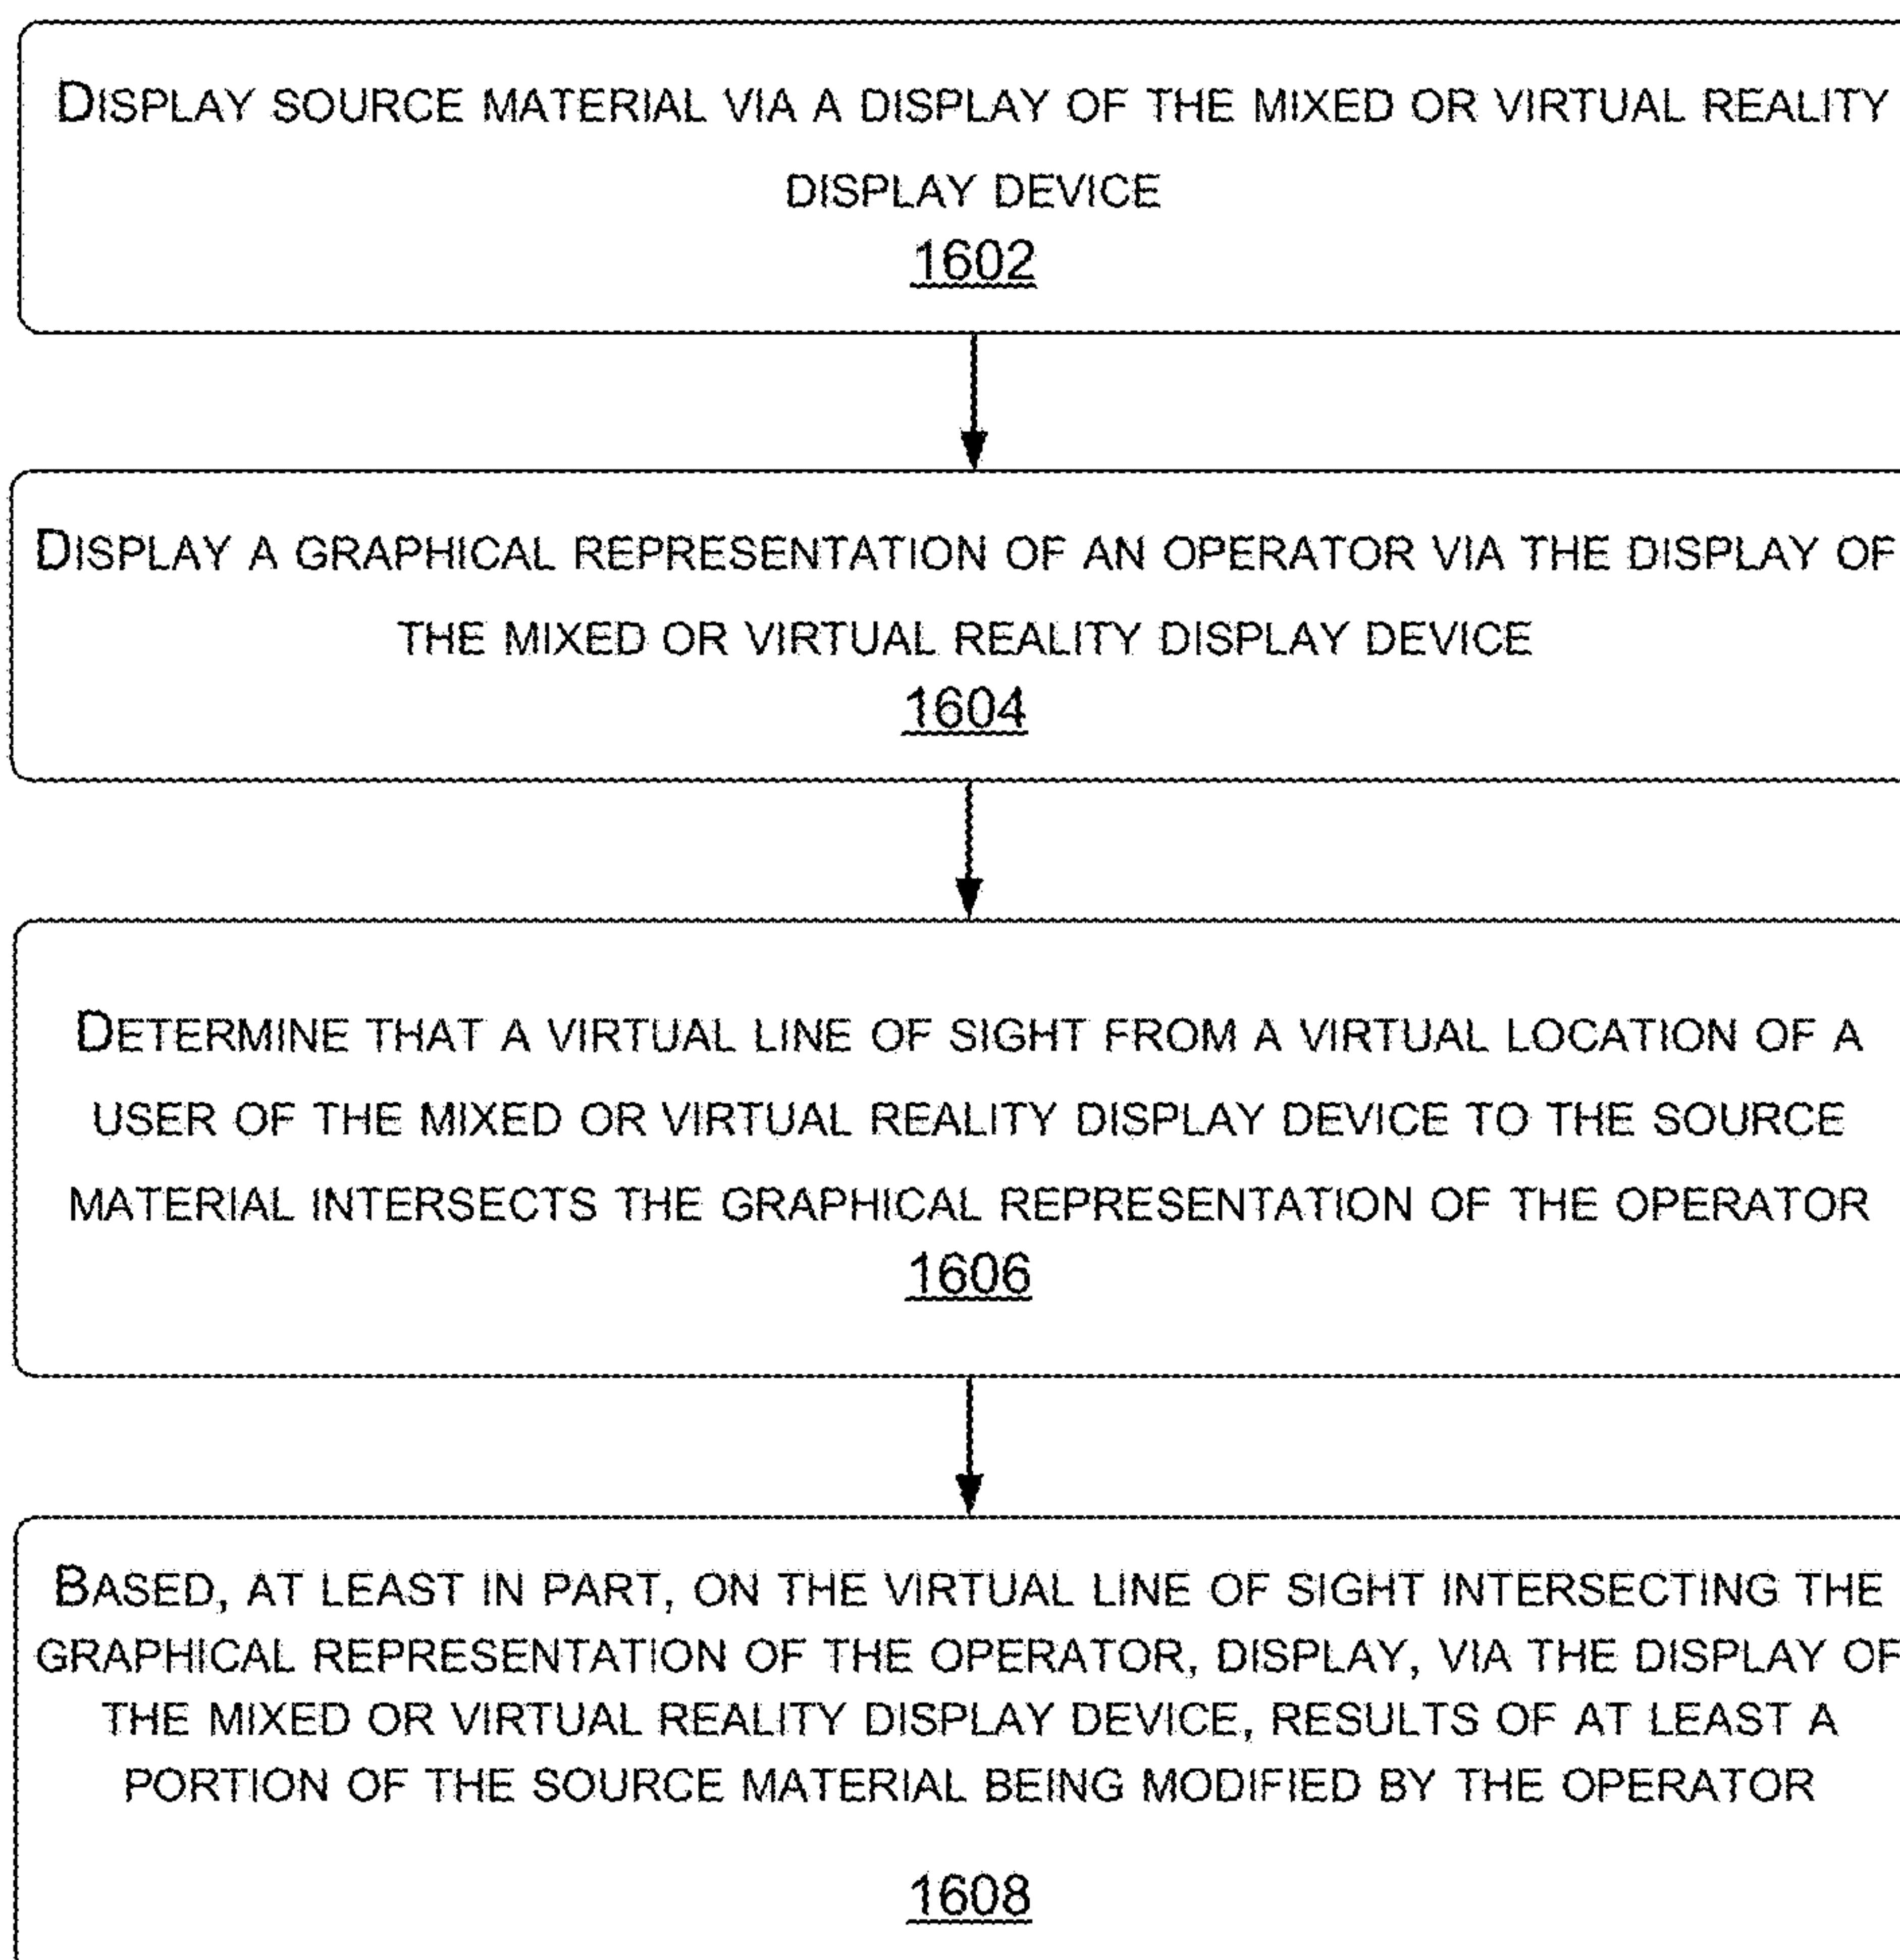 DISPLAY SOURCE MATERIAL VIA A DISPLAY OF THE MIXED OR VIRTUAL REALITY
DISPLAY DEVICE
1602
DISPLAY A GRAPHICAL REPRESENTATION OF AN OPERATOR VIA THE DISPLAY OF
THE MIXED OR VIRTUAL REALITY DISPLAY DEVICE
1604
DETERMINE THAT A VIRTUAL LINE OF SIGHT FROM A VIRTUAL LOCATION OF A
USER OF THE MIXED OR VIRTUAL REALITY DISPLAY DEVICE TO THE SOURCE
MATERIAL INTERSECTS THE GRAPHICAL REPRESENTATION OF THE OPERATOR
1606
BASED, AT LEAST IN PART, ON THE VIRTUAL LINE OF SIGHT INTERSECTING THE
GRAPHICAL REPRESENTATION OF THE OPERATOR, DISPLAY, VIA THE DISPLAY OF
THE MIXED OR VIRTUAL REALITY DISPLAY DEVICE, RESULTS OF AT LEAST A
PORTION OF THE SOURCE MATERIAL BEING MODIFIED BY THE OPERATOR
1608